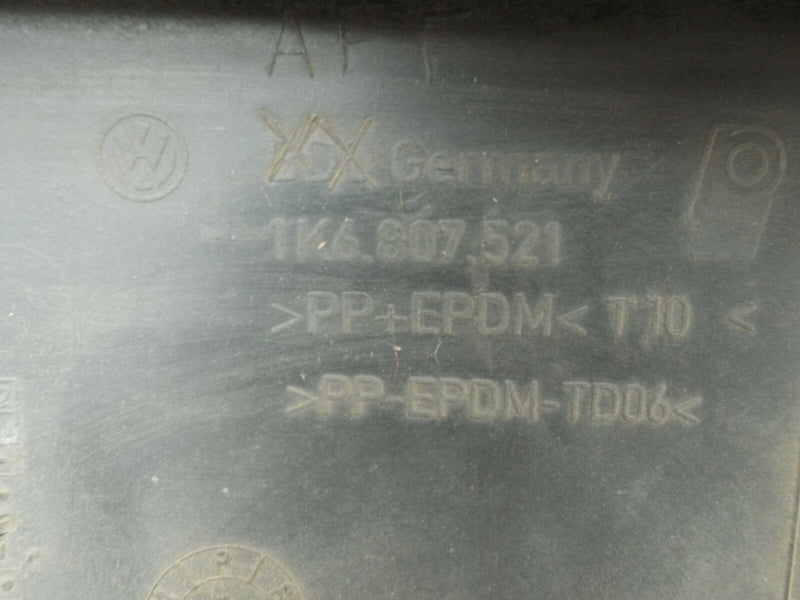 Germany
1K6.807.521
>PP+EPDM< T10 <
>PP-EPDM-TD06<